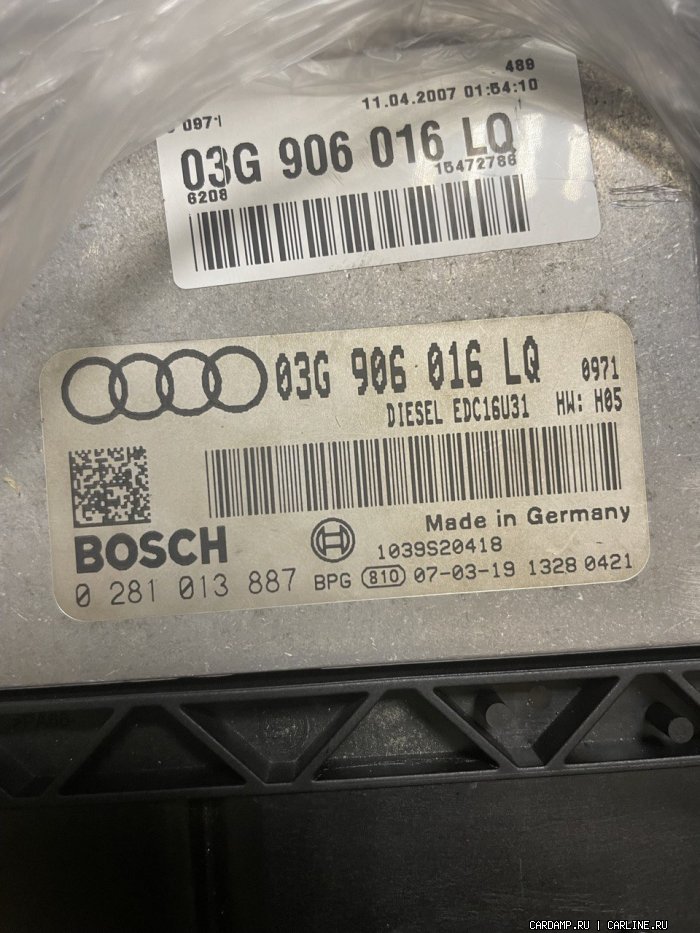 489
11.04.2007 01:54:10
0971
03G 906 016 LQ
6208
15472786
03G 906 016 LQ 0971
DIESEL EDC16U31 HW: H05
BOSCH
Made in Germany
1039S20418
0 281 013 887 BPG 810 07-03-19 1328 0421
CARDAMP.RU | CARLINE.RU